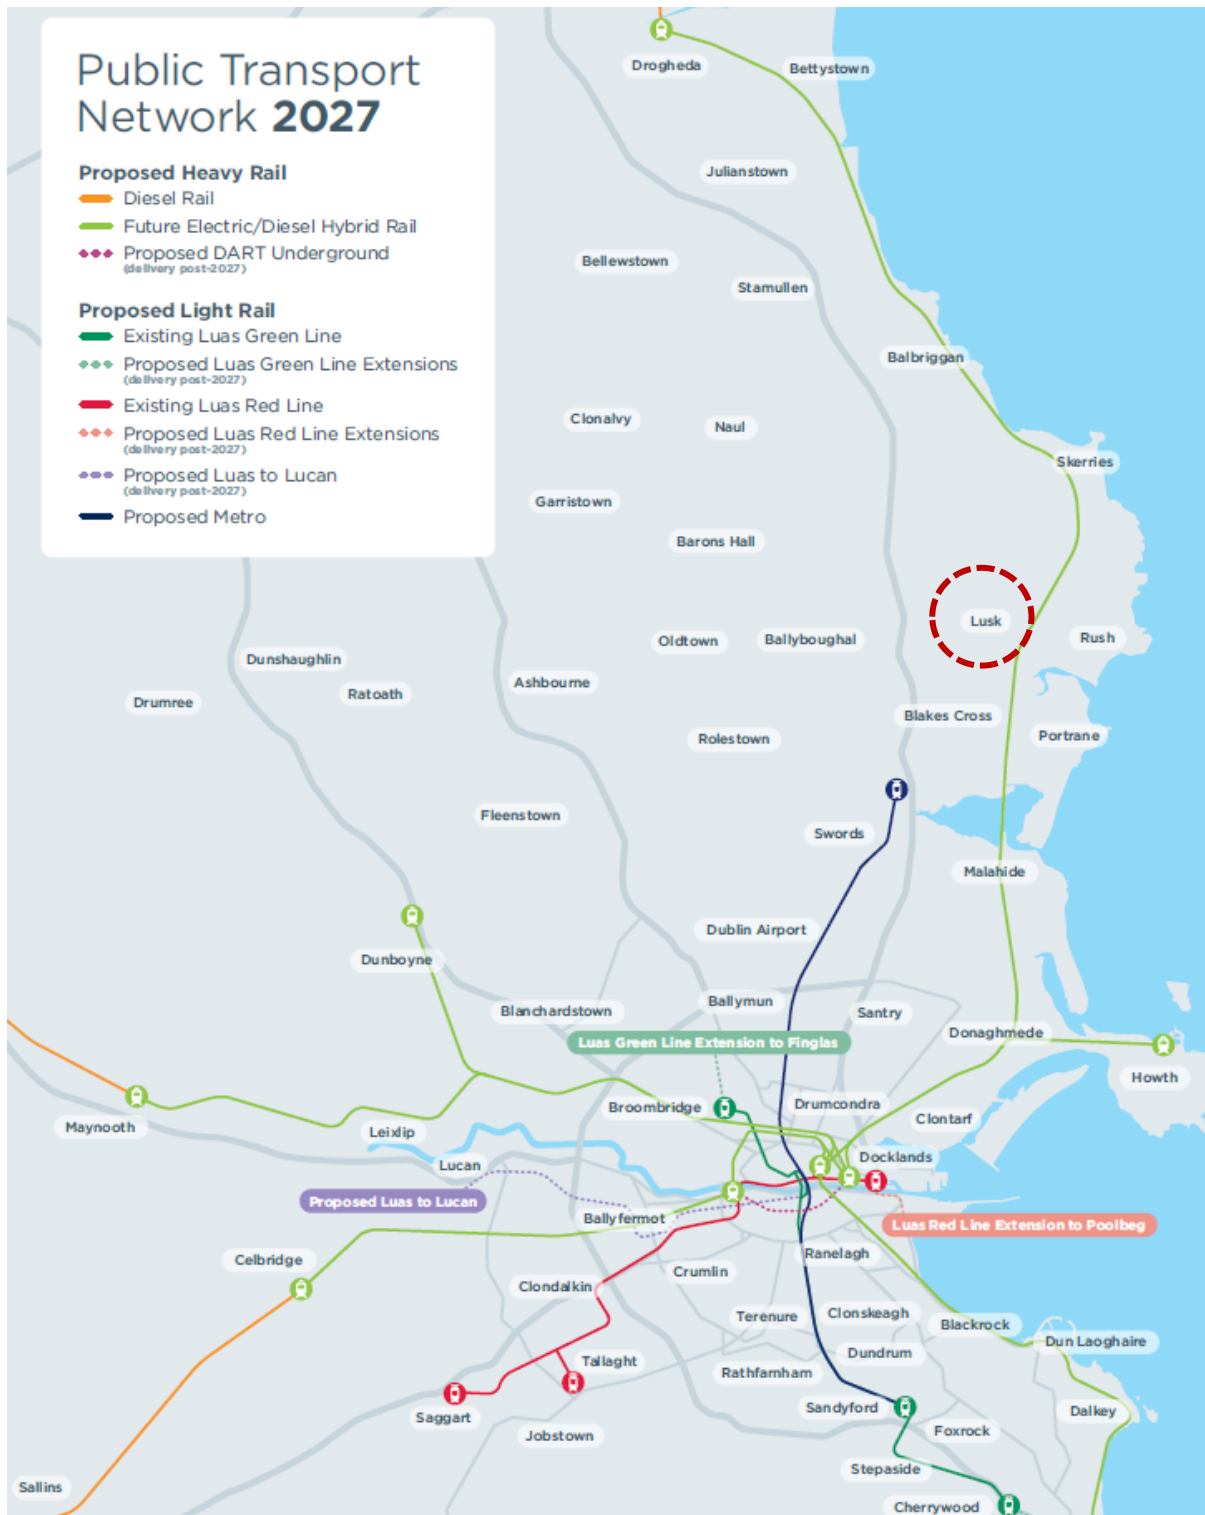 Public Transport
Network 2027
Proposed Heavy Rail
Diesel Rail
Future Electric/Diesel Hybrid Rail
Proposed DART Underground
(delivery post-2027)
Proposed Light Rail
Existing Luas Green Line
Proposed Luas Green Line Extensions
(delivery post-2027)
Existing Luas Red Line
Proposed Luas Red Line Extensions
(delivery post-2027)
Proposed Luas to Lucan
(delivery post-2027)
Proposed Metro
Drogheda
Bettystown
Julianstown
Bellewstown
Stamullen
Balbriggan
Clonalvy
Naul
Skerries
Garristown
Barons Hall
Lusk
Rush
Oldtown
Ballyboughal
Dunshaughlin
Ratoath
Ashbourne
Drumree
Blakes Cross
Portrane
Rolestown
Fleenstown
Swords
Malahide
Dublin Airport
Dunboyne
Ballymun
Blanchardstown
Santry
Donaghmede
Luas Green Line Extension to Finglas
Howth
Broombridge
Drumcondra
Clontarf
Maynooth
Leixlip
Docklands
Lucan
Proposed Luas to Lucan
Ballyfermot
Luas Red Line Extension to Poolbeg
Celbridge
Ranelagh
Crumlin
Clondalkin
Terenure
Clonskeagh
Blackrock
Dun Laoghaire
Dundrum
Tallaght
Rathfarnham
Sandyford
Dalkey
Saggart
Jobstown
Foxrock
Stepaside
Sallins
Cherrywood